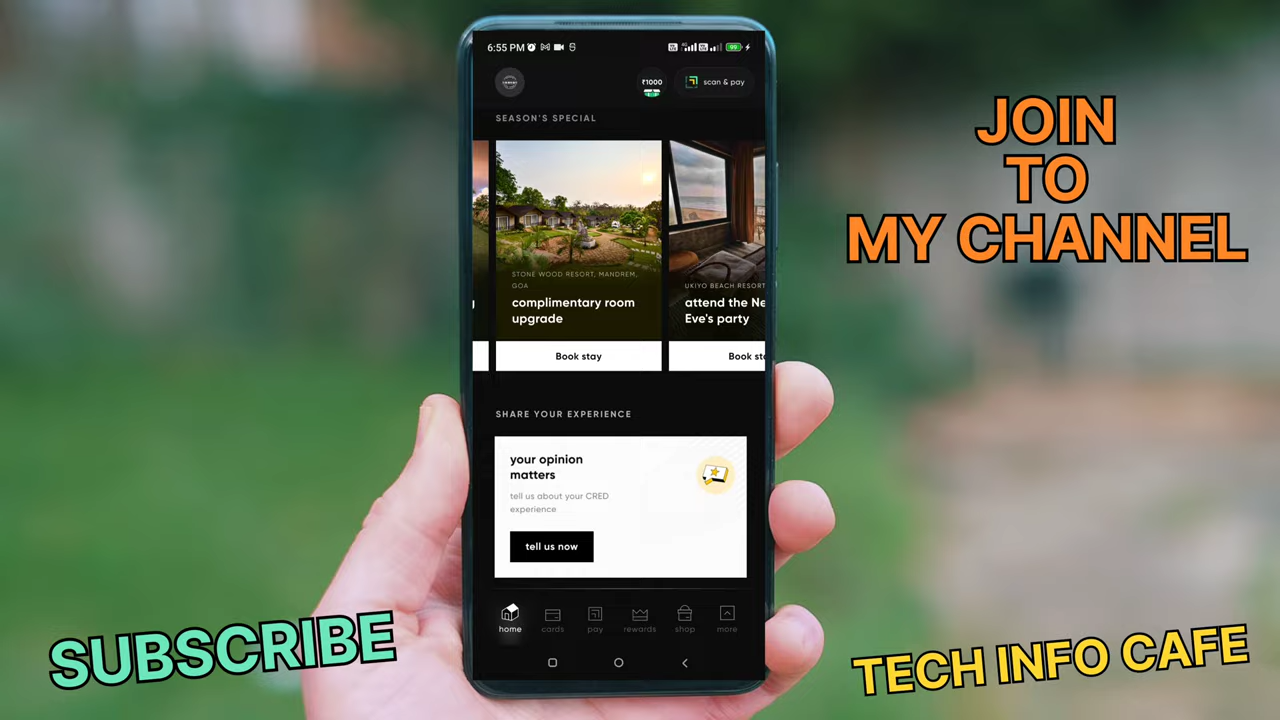 6:55 PM
99
₹1000
scan & pay
SEASON'S SPECIAL
STONE WOOD RESORT, MANDREM,
GOA
complimentary room
upgrade
Book stay
UKIYO BEACH RESORT
attend the Ne
Eve's party
Book sto
SHARE YOUR EXPERIENCE
your opinion
matters
tell us about your CRED
experience
tell us now
home
cards
pay
rewards
shop
more
JOIN
TO
MY CHANNEL
SUBSCRIBE
TECH INFO CAFE